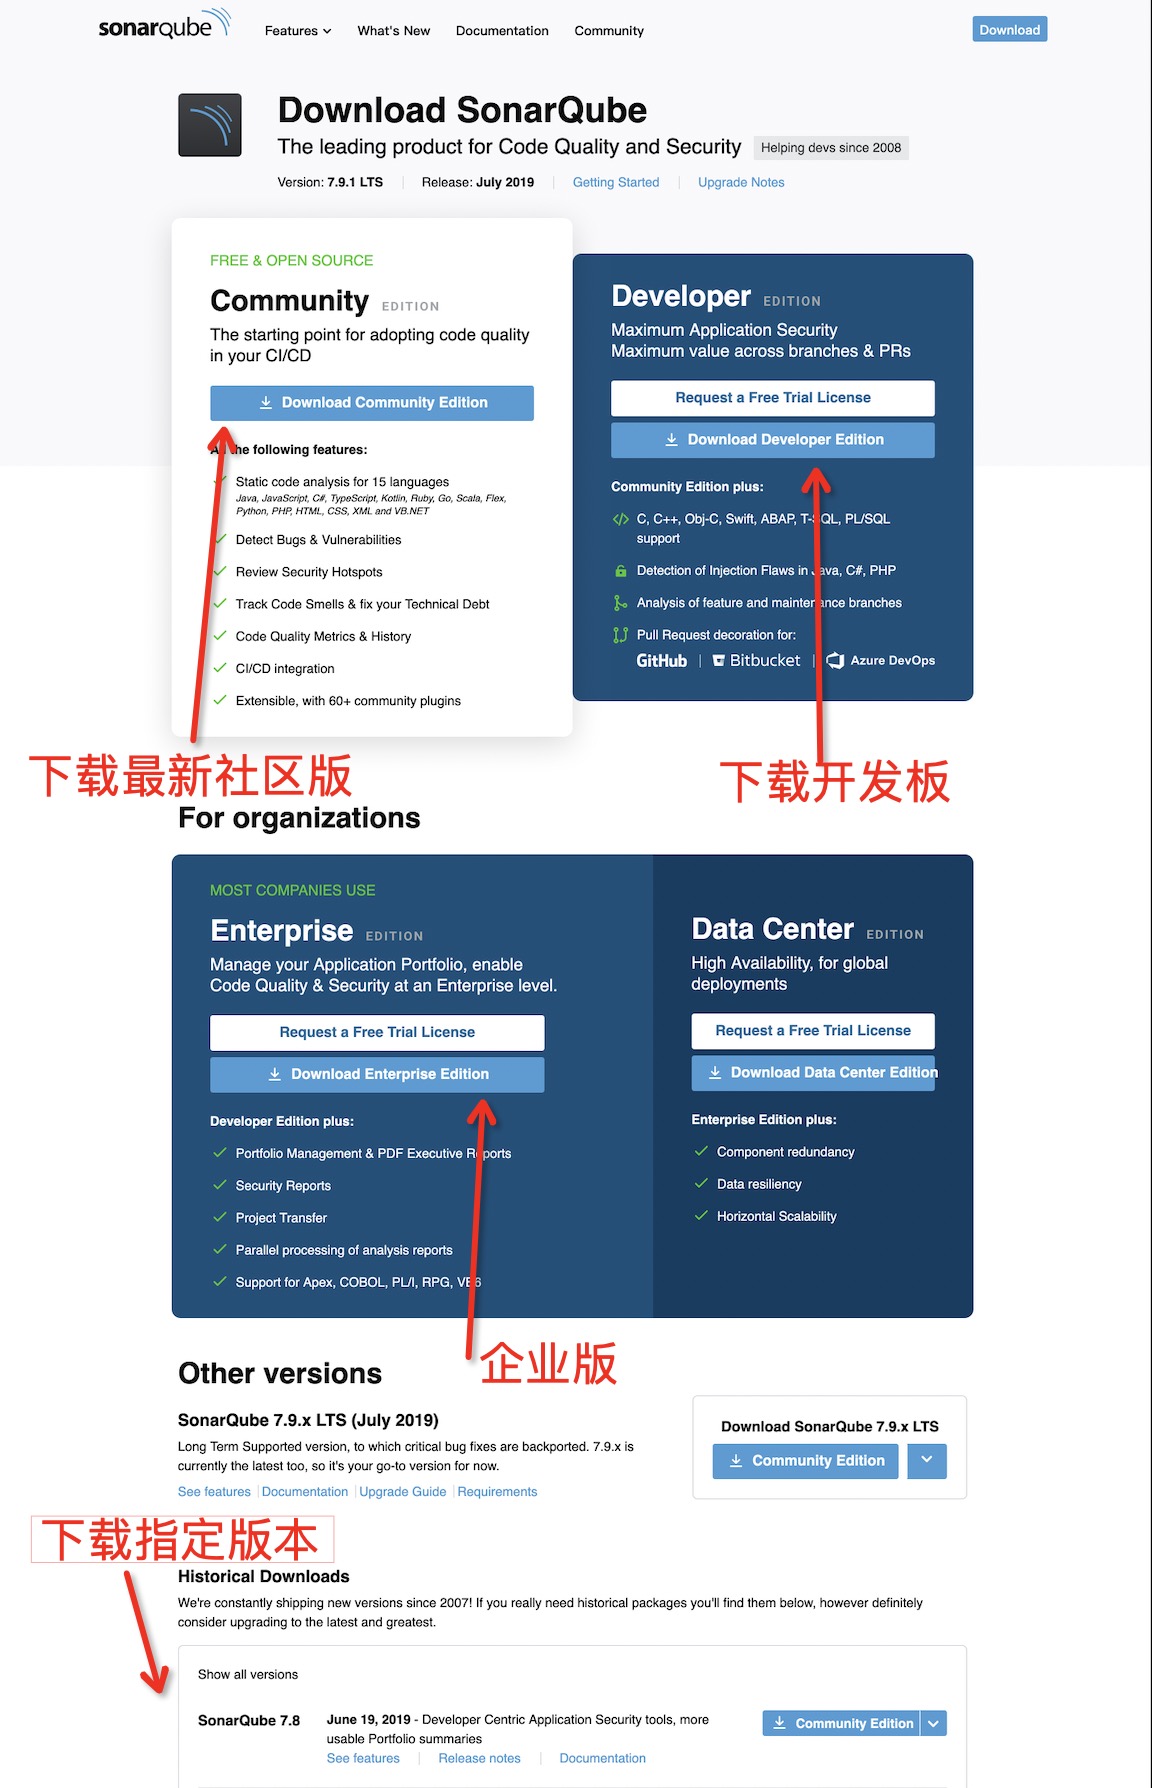 sonarqube
Features What's New Documentation Community Download
Download SonarQube
The leading product for Code Quality and Security Helping devs since 2008
Version: 7.9.1 LTS Release: July 2019 Getting Started Upgrade Notes
FREE & OPEN SOURCE
Community EDITION
The starting point for adopting code quality
in your CI/CD
Download Community Edition
the following features:
Static code analysis for 15 languages
Java, JavaScript, C#, TypeScript, Kotlin, Ruby, Go, Scala, Flex,
Python, PHP, HTML, CSS, XML and VB.NET
Detect Bugs & Vulnerabilities
Review Security Hotspots
Track Code Smells & fix your Technical Debt
Code Quality Metrics & History
CI/CD integration
Extensible, with 60+ community plugins
下载最新社区版
Developer EDITION
Maximum Application Security
Maximum value across branches & PRs
Request a Free Trial License
Download Developer Edition
Community Edition plus:
C, C++, Obj-C, Swift, ABAP, T-SQL, PL/SQL
support
Detection of Injection Flaws in Java, C#, PHP
Analysis of feature and maintenance branches
Pull Request decoration for:
GitHub | Bitbucket | Azure DevOps
下载开发板
For organizations
MOST COMPANIES USE
Enterprise EDITION
Manage your Application Portfolio, enable
Code Quality & Security at an Enterprise level.
Request a Free Trial License
Download Enterprise Edition
Developer Edition plus:
Portfolio Management & PDF Executive Reports
Security Reports
Project Transfer
Parallel processing of analysis reports
Support for Apex, COBOL, PL/I, RPG, VB6
企业版
Data Center EDITION
High Availability, for global
deployments
Request a Free Trial License
Download Data Center Edition
Enterprise Edition plus:
Component redundancy
Data resiliency
Horizontal Scalability
Other versions
SonarQube 7.9.x LTS (July 2019)
Long Term Supported version, to which critical bug fixes are backported. 7.9.x is
currently the latest too, so it's your go-to version for now.
See features Documentation Upgrade Guide Requirements
Download SonarQube 7.9.x LTS
Community Edition
下载指定版本
Historical Downloads
We're constantly shipping new versions since 2007! If you really need historical packages you'll find them below, however definitely
consider upgrading to the latest and greatest.
Show all versions
SonarQube 7.8 June 19, 2019 - Developer Centric Application Security tools, more
usable Portfolio summaries
See features Release notes Documentation
Community Edition